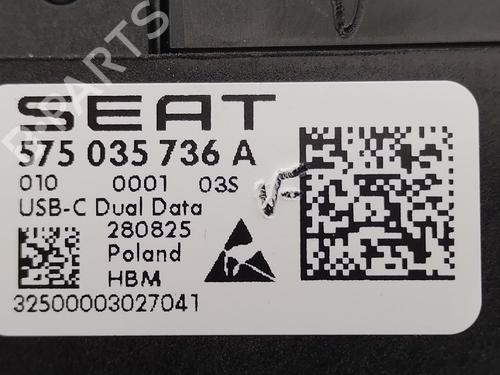 SEAT
575 035 736 A
010 0001 03S
USB-C Dual Data
280825
Poland
HBM
32500003027041